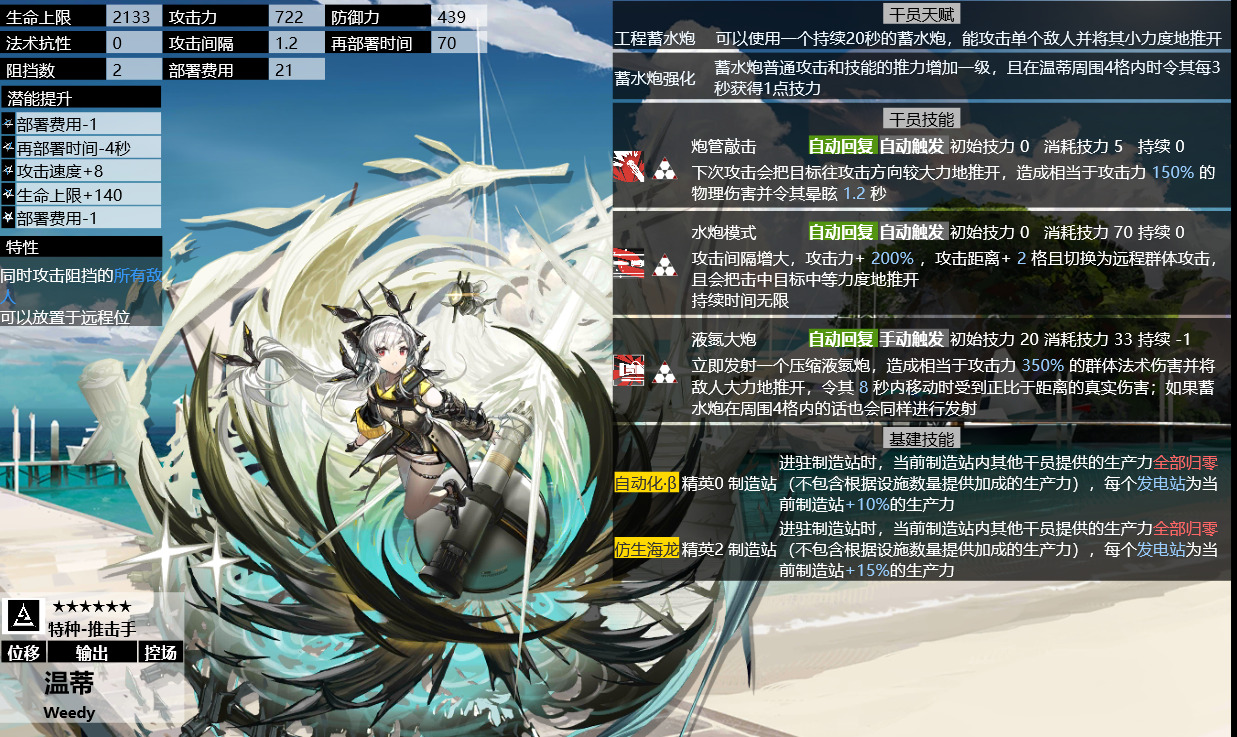 生命上限 2133 攻击力 722 防御力 439
法术抗性 0 攻击间隔 1.2 再部署时间 70
阻挡数 2 部署费用 21
潜能提升
部署费用-1
再部署时间-4秒
攻击速度+8
生命上限+140
部署费用-1
特性
同时攻击阻挡的所有敌
人
可以放置于远程位
★★★★★★
特种-推击手
位移 输出 控场
温蒂
Weedy
干员天赋
工程蓄水炮 可以使用一个持续20秒的蓄水炮，能攻击单个敌人并将其小力度地推开
蓄水炮强化 蓄水炮普通攻击和技能的推力增加一级，且在温蒂周围4格内时令其每3
秒获得1点技力
干员技能
炮管敲击 自动回复 自动触发 初始技力 0 消耗技力 5 持续 0
下次攻击会把目标往攻击方向较大力地推开，造成相当于攻击力 150% 的
物理伤害并令其晕眩 1.2 秒
水炮模式 自动回复 自动触发 初始技力 0 消耗技力 70 持续 0
攻击间隔增大，攻击力+ 200% ，攻击距离+ 2 格且切换为远程群体攻击，
且会把击中目标中等力度地推开
持续时间无限
液氮大炮 自动回复 手动触发 初始技力 20 消耗技力 33 持续 -1
立即发射一个压缩液氮炮，造成相当于攻击力 350% 的群体法术伤害并将
敌人大力地推开，令其 8 秒内移动时受到正比于距离的真实伤害；如果蓄
水炮在周围4格内的话也会同样进行发射
基建技能
自动化·β 精英0 制造站 进驻制造站时，当前制造站内其他干员提供的生产力全部归零
（不包含根据设施数量提供加成的生产力），每个发电站为当
前制造站+10%的生产力
仿生海龙 精英2 制造站 进驻制造站时，当前制造站内其他干员提供的生产力全部归零
（不包含根据设施数量提供加成的生产力），每个发电站为当
前制造站+15%的生产力